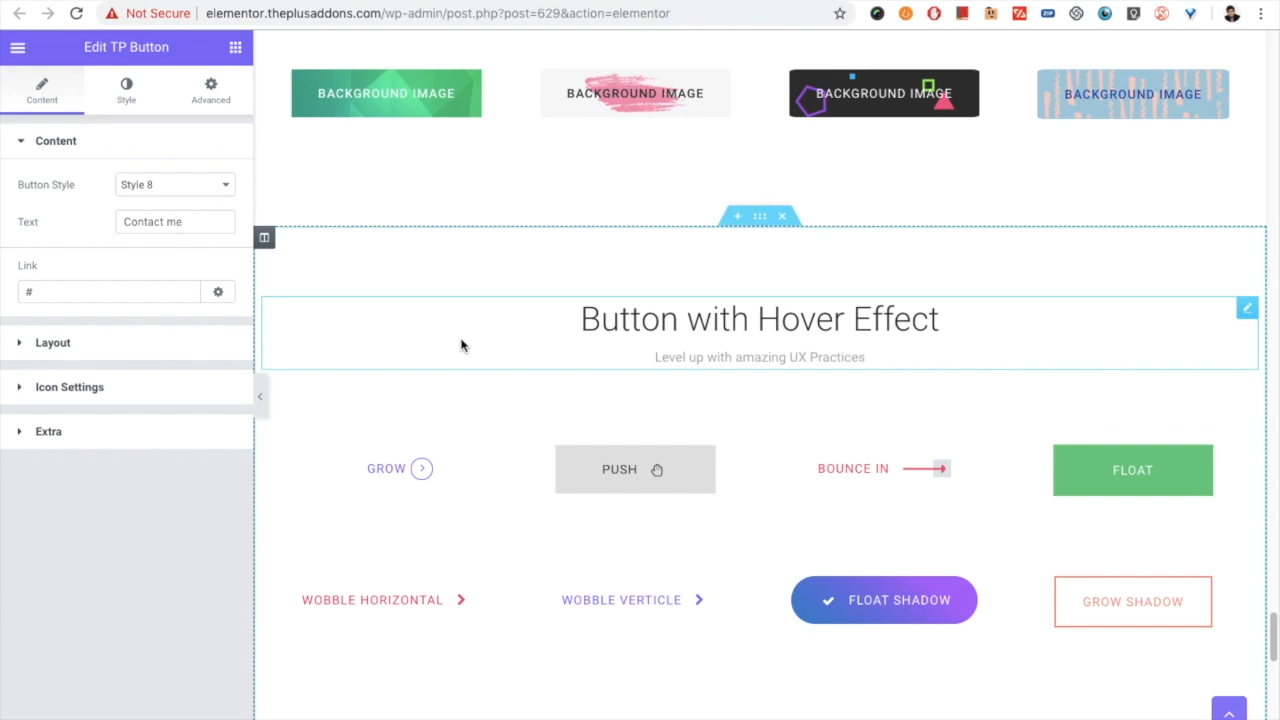 Not Secure elementor.theplusaddons.com/wp-admin/post.php?post=629&action=elementor
ZIP
Edit TP Button
Content Style Advanced
Content
Button Style Style 8
Text Contact me
Link
#
Layout
Icon Settings
Extra
BACKGROUND IMAGE BACKGROUND IMAGE BACKGROUND IMAGE BACKGROUND IMAGE
Button with Hover Effect
Level up with amazing UX Practices
GROW PUSH BOUNCE IN FLOAT
WOBBLE HORIZONTAL WOBBLE VERTICLE FLOAT SHADOW GROW SHADOW